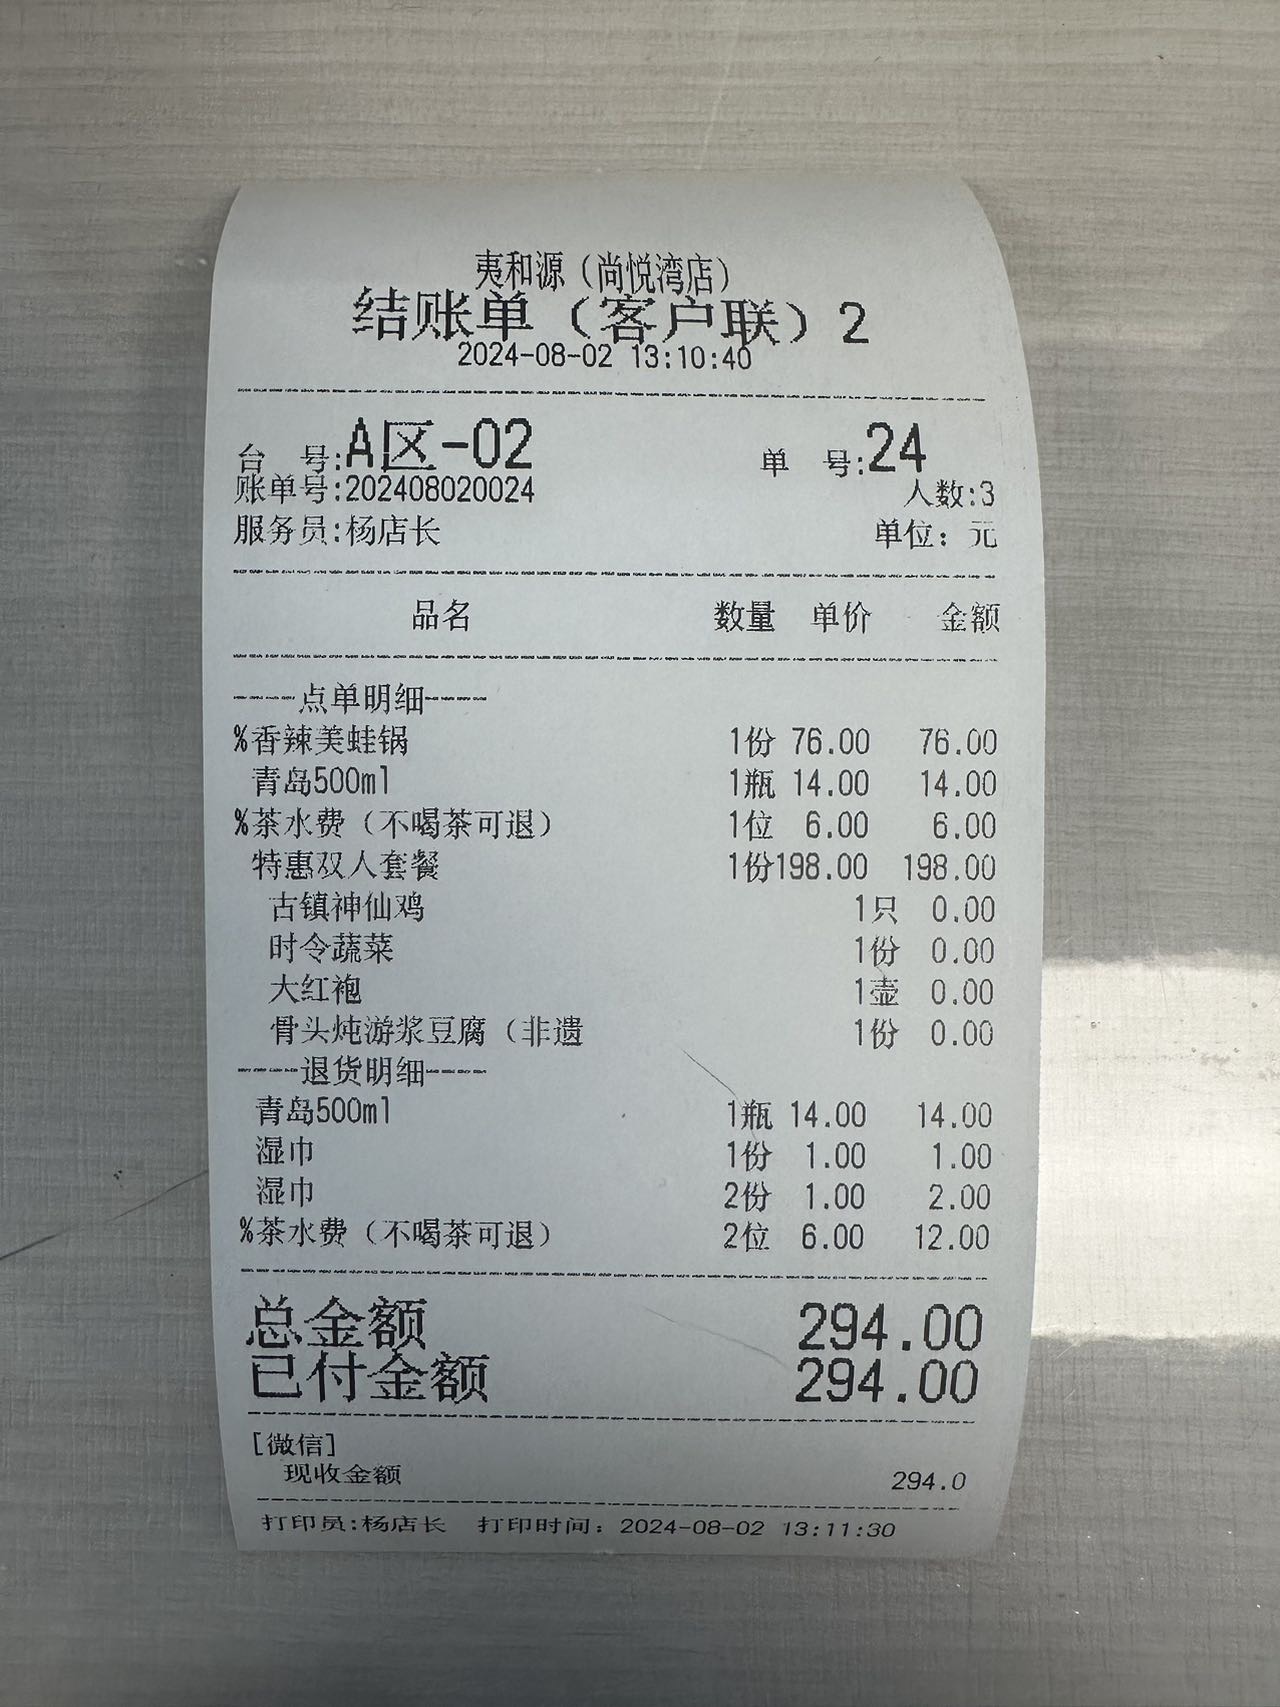 夷和源（尚悦湾店）
结账单（客户联）2
2024-08-02 13:10:40
台 号:A区-02 单 号:24
账单号:202408020024 人数:3
服务员:杨店长 单位：元
品名 数量 单价 金额
----点单明细----
%香辣美蛙锅 1份 76.00 76.00
青岛500ml 1瓶 14.00 14.00
%茶水费（不喝茶可退） 1位 6.00 6.00
特惠双人套餐 1份198.00 198.00
古镇神仙鸡 1只 0.00
时令蔬菜 1份 0.00
大红袍 1壶 0.00
骨头炖游浆豆腐（非遗 1份 0.00
----退货明细----
青岛500ml 1瓶 14.00 14.00
湿巾 1份 1.00 1.00
湿巾 2份 1.00 2.00
%茶水费（不喝茶可退） 2位 6.00 12.00
总金额 294.00
已付金额 294.00
[微信]
现收金额 294.0
打印员:杨店长 打印时间：2024-08-02 13:11:30